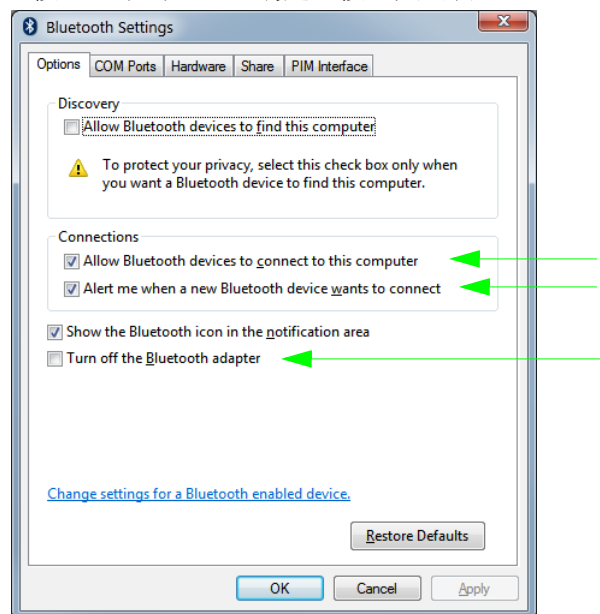 Bluetooth Settings
Options COM Ports Hardware Share PIM Interface
Discovery
Allow Bluetooth devices to find this computer
To protect your privacy, select this check box only when
you want a Bluetooth device to find this computer.
Connections
Allow Bluetooth devices to connect to this computer
Alert me when a new Bluetooth device wants to connect
Show the Bluetooth icon in the notification area
Turn off the Bluetooth adapter
Change settings for a Bluetooth enabled device.
Restore Defaults
OK Cancel Apply